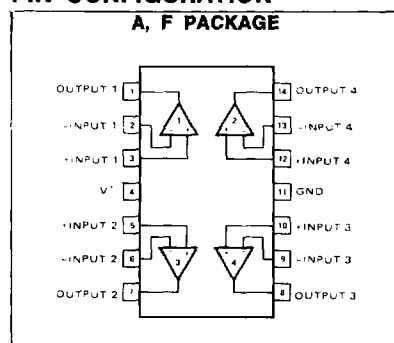 PIN CONFIGURATION
A, F PACKAGE
OUTPUT 1 1 14 OUTPUT 4
–INPUT 1 2 1 2 13 –INPUT 4
+INPUT 1 3 12 +INPUT 4
V+ 4 11 GND
+INPUT 2 5 10 +INPUT 3
–INPUT 2 6 3 4 9 –INPUT 3
OUTPUT 2 7 8 OUTPUT 3